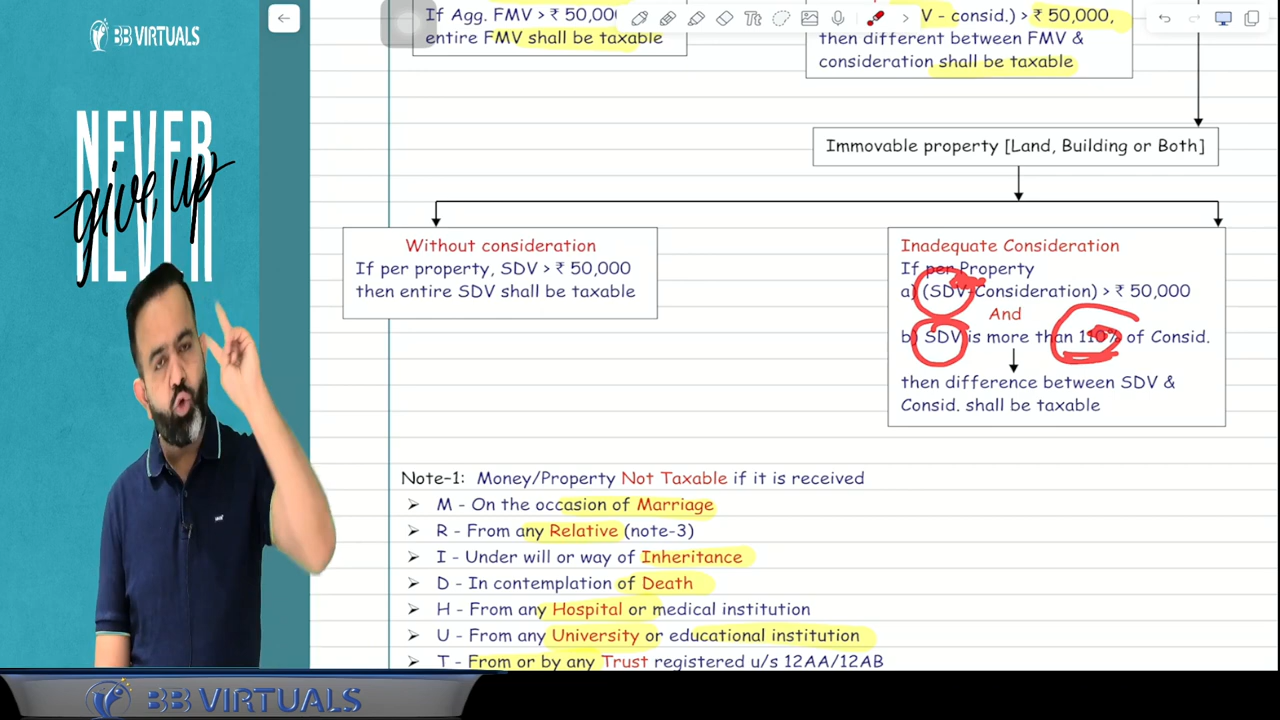 BB VIRTUALS
NEVER
give up
NEVER
If Agg. FMV > ₹ 50,00
entire FMV shall be taxable
V - consid.) > ₹ 50,000,
then different between FMV &
consideration shall be taxable
Tt
Immovable property [Land, Building or Both]
Without consideration
If per property, SDV > ₹ 50,000
then entire SDV shall be taxable
Inadequate Consideration
If per Property
a) (SDV-Consideration) > ₹ 50,000
And
b) SDV is more than 110% of Consid.
then difference between SDV &
Consid. shall be taxable
Note-1: Money/Property Not Taxable if it is received
➢ M - On the occasion of Marriage
➢ R - From any Relative (note-3)
➢ I - Under will or way of Inheritance
➢ D - In contemplation of Death
➢ H - From any Hospital or medical institution
➢ U - From any University or educational institution
➢ T - From or by any Trust registered u/s 12AA/12AB
BB VIRTUALS